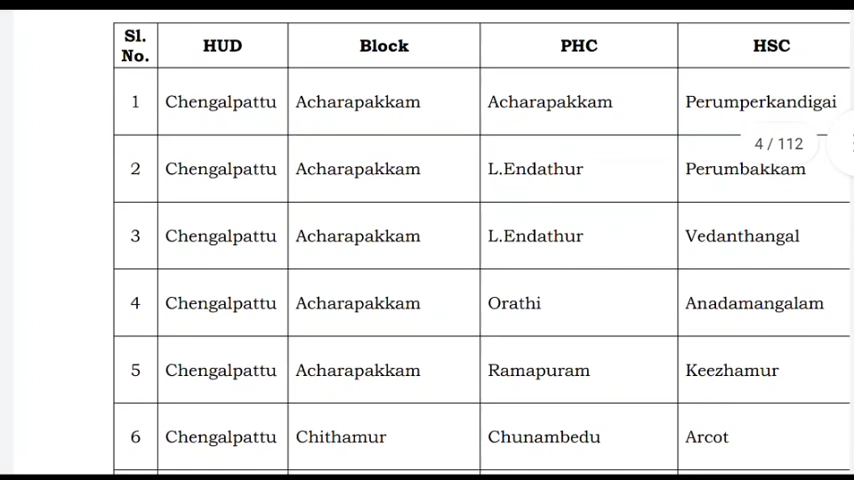 Sl. No. HUD Block PHC HSC
1 Chengalpattu Acharapakkam Acharapakkam Perumperkandigai
4 / 112
2 Chengalpattu Acharapakkam L.Endathur Perumbakkam
3 Chengalpattu Acharapakkam L.Endathur Vedanthangal
4 Chengalpattu Acharapakkam Orathi Anadamangalam
5 Chengalpattu Acharapakkam Ramapuram Keezhamur
6 Chengalpattu Chithamur Chunambedu Arcot